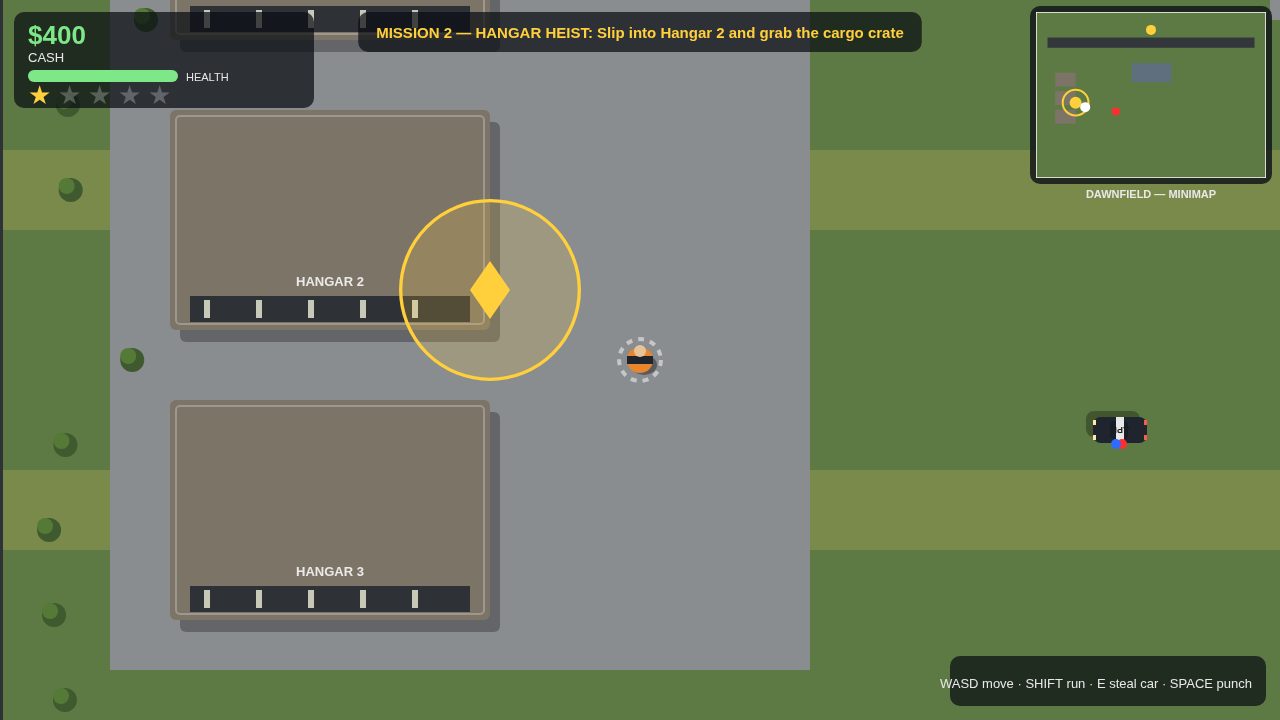 $400
CASH
HEALTH
MISSION 2 — HANGAR HEIST: Slip into Hangar 2 and grab the cargo crate
DAWNFIELD — MINIMAP
HANGAR 2
HANGAR 3
WASD move · SHIFT run · E steal car · SPACE punch